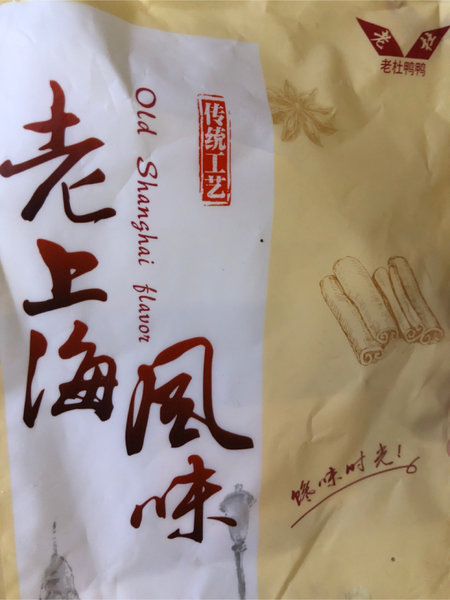 老杜
老杜鸭鸭
传统工艺
老上海
Old Shanghai flavor
风味
馋味时光!